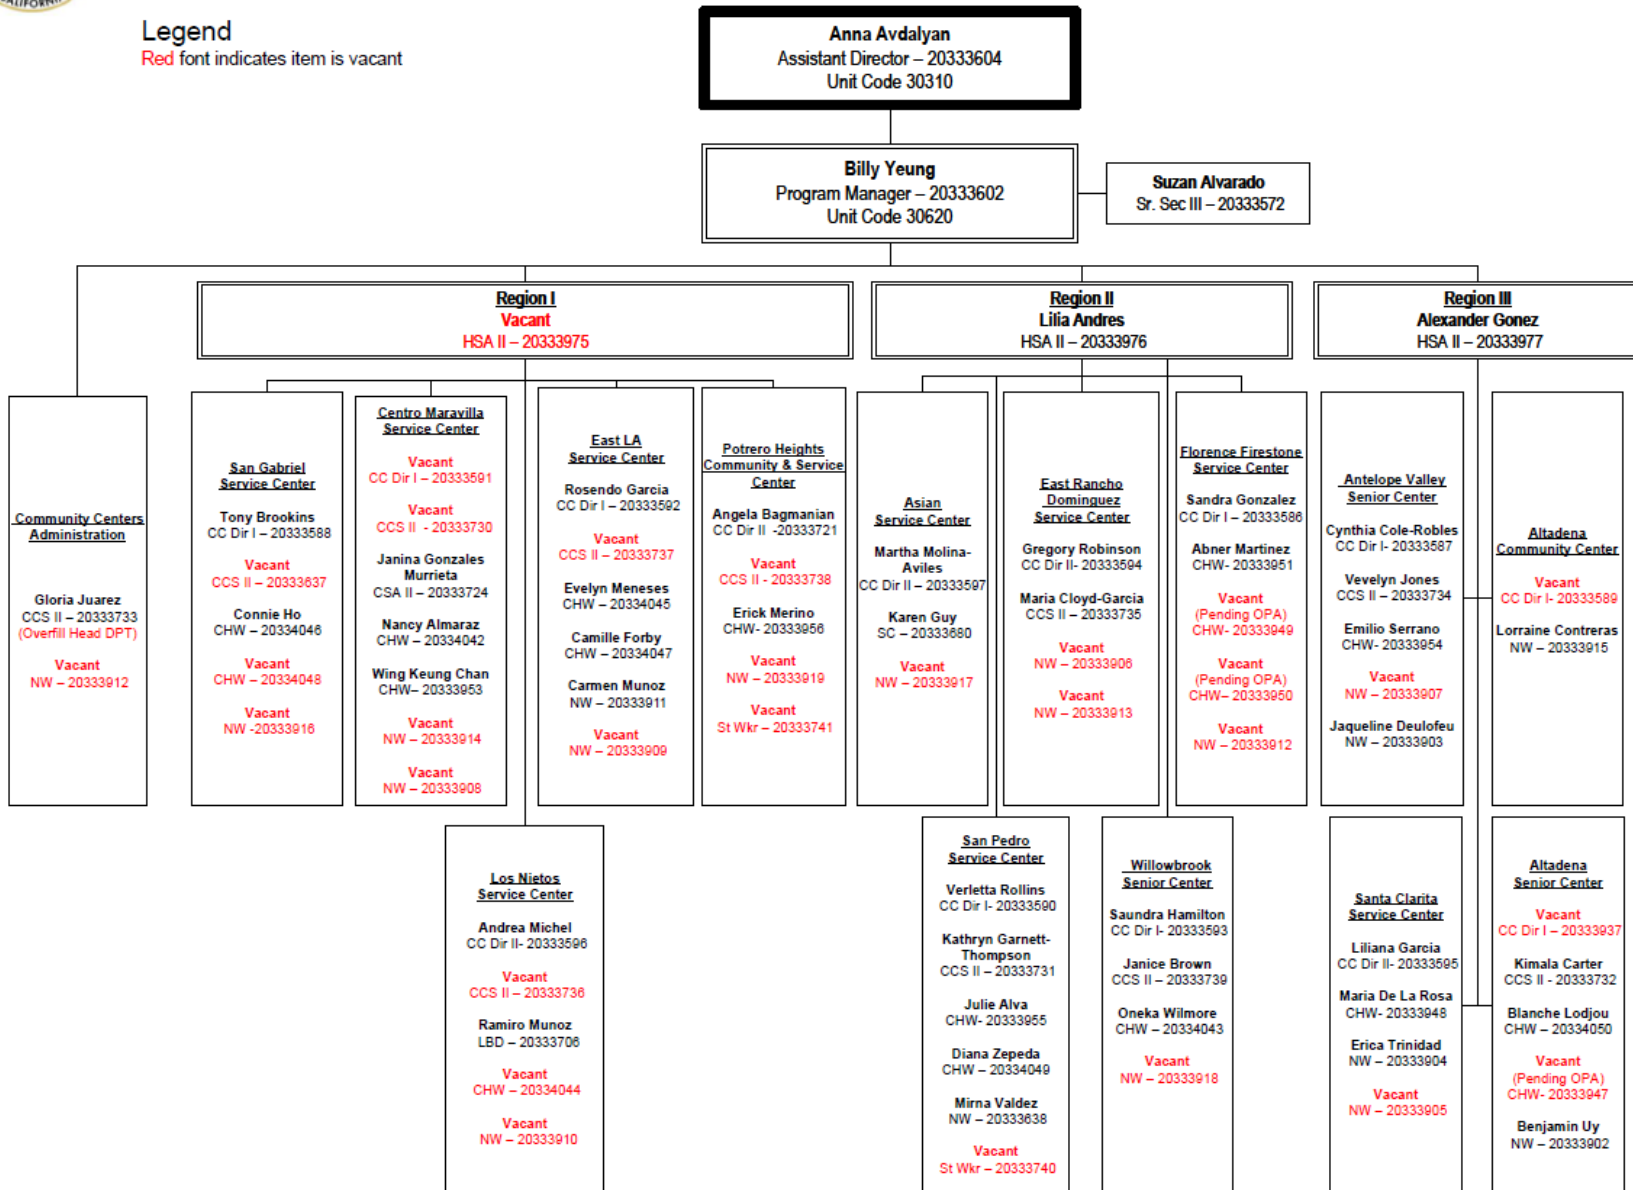 CALIFORNIA
Legend
Red font indicates item is vacant
Anna Avdalyan
Assistant Director – 20333604
Unit Code 30310
Billy Yeung
Program Manager – 20333602
Unit Code 30620
Suzan Alvarado
Sr. Sec III – 20333572
Region I
Vacant
HSA II – 20333975
Region II
Lilia Andres
HSA II – 20333976
Region III
Alexander Gonez
HSA II – 20333977
Community Centers
Administration
Gloria Juarez
CCS II – 20333733
(Overfill Head DPT)
Vacant
NW – 20333912
San Gabriel
Service Center
Tony Brookins
CC Dir I – 20333588
Vacant
CCS II – 20333637
Connie Ho
CHW – 20334046
Vacant
CHW – 20334048
Vacant
NW -20333916
Centro Maravilla
Service Center
Vacant
CC Dir I – 20333591
Vacant
CCS II - 20333730
Janina Gonzales
Murrieta
CSA II – 20333724
Nancy Almaraz
CHW – 20334042
Wing Keung Chan
CHW– 20333953
Vacant
NW – 20333914
Vacant
NW – 20333908
East LA
Service Center
Rosendo Garcia
CC Dir I – 20333592
Vacant
CCS II – 20333737
Evelyn Meneses
CHW – 20334045
Camille Forby
CHW – 20334047
Carmen Munoz
NW – 20333911
Vacant
NW – 20333909
Potrero Heights
Community & Service
Center
Angela Bagmanian
CC Dir II -20333721
Vacant
CCS II - 20333738
Erick Merino
CHW- 20333956
Vacant
NW – 20333919
Vacant
St Wkr – 20333741
Asian
Service Center
Martha Molina-
Aviles
CC Dir II – 20333597
Karen Guy
SC – 20333680
Vacant
NW – 20333917
East Rancho
Dominguez
Service Center
Gregory Robinson
CC Dir II- 20333594
Maria Cloyd-Garcia
CCS II – 20333735
Vacant
NW – 20333906
Vacant
NW – 20333913
Florence Firestone
Service Center
Sandra Gonzalez
CC Dir I – 20333586
Abner Martinez
CHW- 20333951
Vacant
(Pending OPA)
CHW- 20333949
Vacant
(Pending OPA)
CHW– 20333950
Vacant
NW – 20333912
Antelope Valley
Senior Center
Cynthia Cole-Robles
CC Dir I- 20333587
Vevelyn Jones
CCS II – 20333734
Emilio Serrano
CHW- 20333954
Vacant
NW – 20333907
Jaqueline Deulofeu
NW – 20333903
Altadena
Community Center
Vacant
CC Dir I- 20333589
Lorraine Contreras
NW – 20333915
Los Nietos
Service Center
Andrea Michel
CC Dir II- 20333596
Vacant
CCS II – 20333736
Ramiro Munoz
LBD – 20333706
Vacant
CHW – 20334044
Vacant
NW – 20333910
San Pedro
Service Center
Verletta Rollins
CC Dir I- 20333590
Kathryn Garnett-
Thompson
CCS II – 20333731
Julie Alva
CHW- 20333955
Diana Zepeda
CHW – 20334049
Mirna Valdez
NW – 20333638
Vacant
St Wkr – 20333740
Willowbrook
Senior Center
Saundra Hamilton
CC Dir I- 20333593
Janice Brown
CCS II – 20333739
Oneka Wilmore
CHW – 20334043
Vacant
NW – 20333918
Santa Clarita
Service Center
Liliana Garcia
CC Dir II- 20333595
Maria De La Rosa
CHW- 20333948
Erica Trinidad
NW – 20333904
Vacant
NW – 20333905
Altadena
Senior Center
Vacant
CC Dir I – 20333937
Kimala Carter
CCS II - 20333732
Blanche Lodjou
CHW – 20334050
Vacant
(Pending OPA)
CHW- 20333947
Benjamin Uy
NW – 20333902